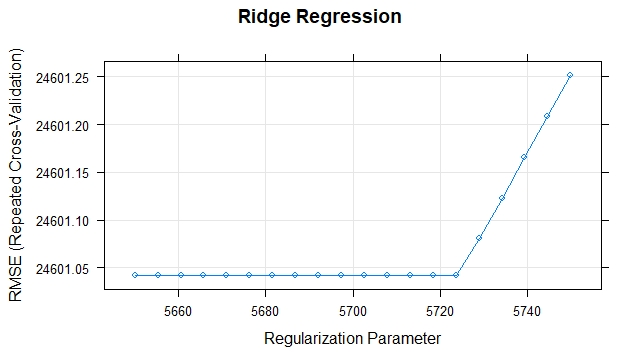 Ridge Regression
RMSE (Repeated Cross-Validation)
24601.25
24601.20
24601.15
24601.10
24601.05
5660 5680 5700 5720 5740
Regularization Parameter